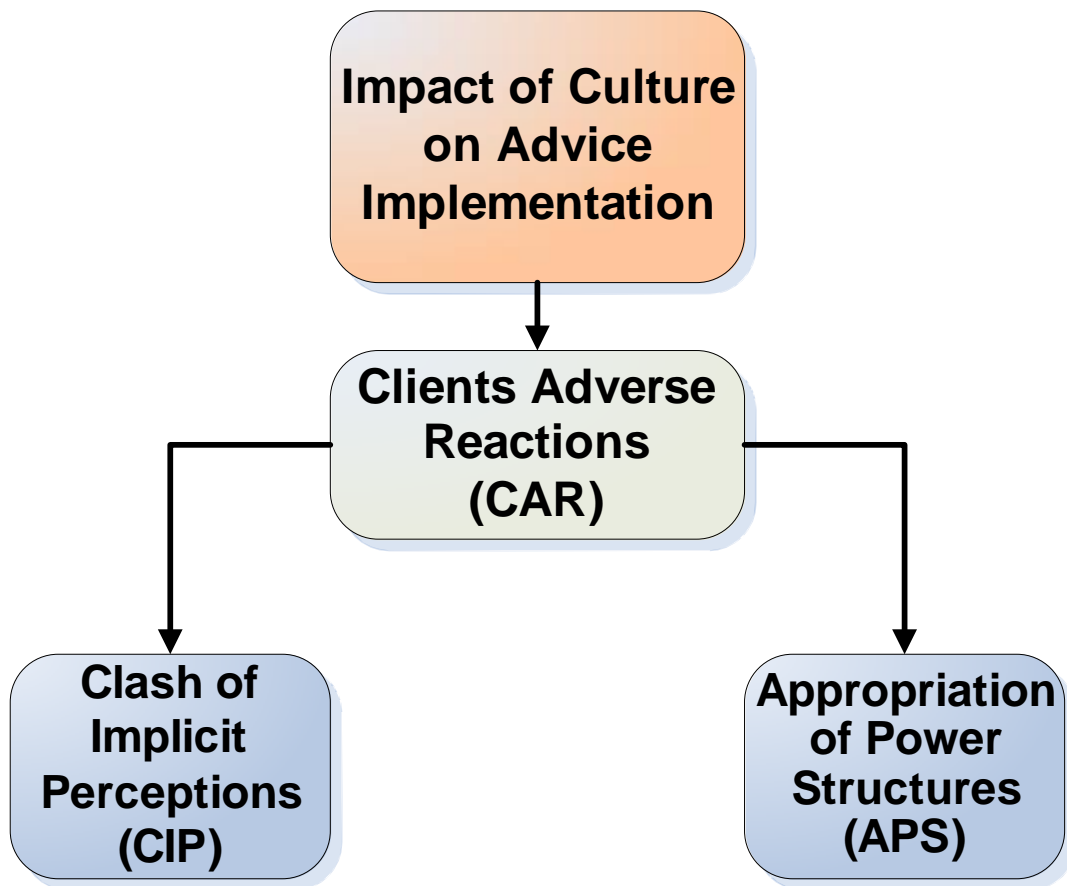 Impact of Culture
on Advice
Implementation
Clients Adverse
Reactions
(CAR)
Clash of
Implicit
Perceptions
(CIP)
Appropriation
of Power
Structures
(APS)